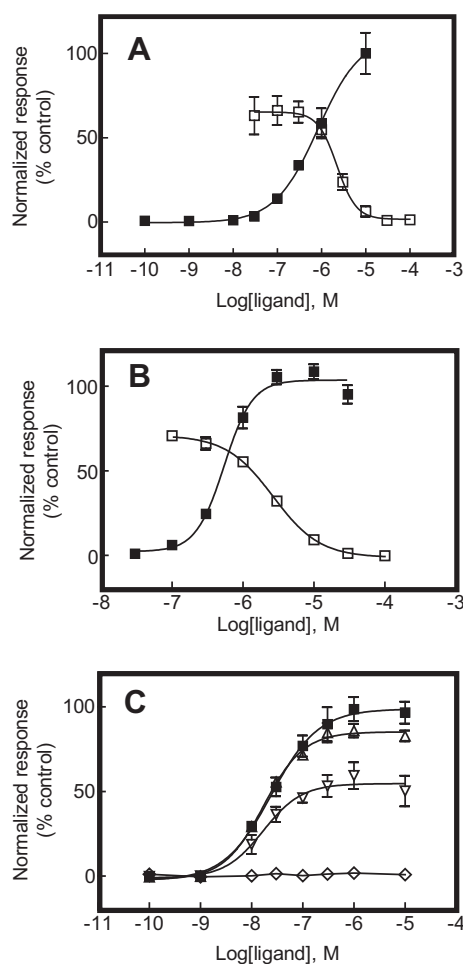 A
Normalized response
(% control)
100
50
0
-11 -10 -9 -8 -7 -6 -5 -4 -3
Log[ligand], M
B
Normalized response
(% control)
100
50
0
-8 -7 -6 -5 -4 -3
Log[ligand], M
C
Normalized response
(% control)
100
50
0
-11 -10 -9 -8 -7 -6 -5 -4
Log[ligand], M